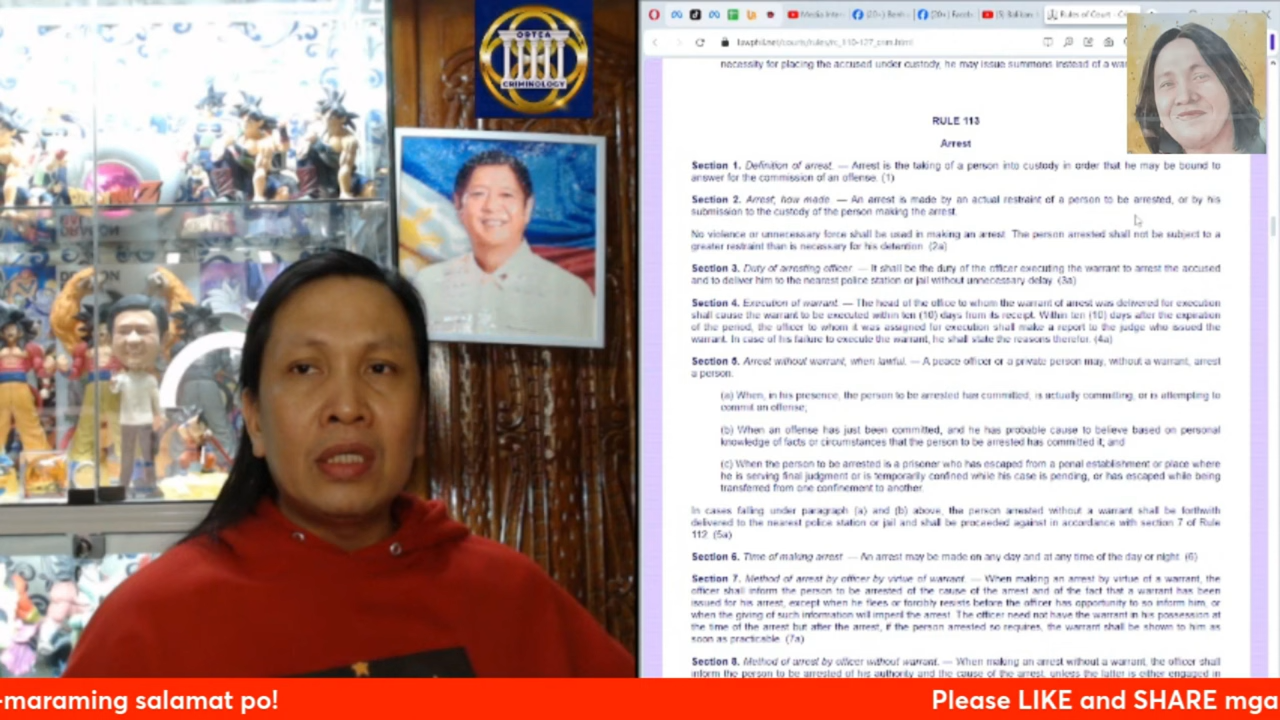 ORTEA
CRIMINOLOGY
lawphil.net/courts/rules/rc_110-127_crim.html
necessity for placing the accused under custody, he may issue summons instead of a
RULE 113
Arrest
Section 1. Definition of arrest. — Arrest is the taking of a person into custody in order that he may be bound to
answer for the commission of an offense. (1)
Section 2. Arrest; how made. — An arrest is made by an actual restraint of a person to be arrested, or by his
submission to the custody of the person making the arrest.
No violence or unnecessary force shall be used in making an arrest. The person arrested shall not be subject to a
greater restraint than is necessary for his detention. (2a)
Section 3. Duty of arresting officer. — It shall be the duty of the officer executing the warrant to arrest the accused
and to deliver him to the nearest police station or jail without unnecessary delay. (3a)
Section 4. Execution of warrant. — The head of the office to whom the warrant of arrest was delivered for execution
shall cause the warrant to be executed within ten (10) days from its receipt. Within ten (10) days after the expiration
of the period, the officer to whom it was assigned for execution shall make a report to the judge who issued the
warrant. In case of his failure to execute the warrant, he shall state the reasons therefor. (4a)
Section 5. Arrest without warrant; when lawful. — A peace officer or a private person may, without a warrant, arrest
a person:
(a) When, in his presence, the person to be arrested has committed, is actually committing, or is attempting to
commit an offense;
(b) When an offense has just been committed, and he has probable cause to believe based on personal
knowledge of facts or circumstances that the person to be arrested has committed it; and
(c) When the person to be arrested is a prisoner who has escaped from a penal establishment or place where
he is serving final judgment or is temporarily confined while his case is pending, or has escaped while being
transferred from one confinement to another.
In cases falling under paragraph (a) and (b) above, the person arrested without a warrant shall be forthwith
delivered to the nearest police station or jail and shall be proceeded against in accordance with section 7 of Rule
112. (5a)
Section 6. Time of making arrest. — An arrest may be made on any day and at any time of the day or night. (6)
Section 7. Method of arrest by officer by virtue of warrant. — When making an arrest by virtue of a warrant, the
officer shall inform the person to be arrested of the cause of the arrest and of the fact that a warrant has been
issued for his arrest, except when he flees or forcibly resists before the officer has opportunity to so inform him, or
when the giving of such information will imperil the arrest. The officer need not have the warrant in his possession at
the time of the arrest but after the arrest, if the person arrested so requires, the warrant shall be shown to him as
soon as practicable. (7a)
Section 8. Method of arrest by officer without warrant. — When making an arrest without a warrant, the officer shall
inform the person to be arrested of his authority and the cause of the arrest, unless the latter is either engaged in
-maraming salamat po!
Please LIKE and SHARE mga